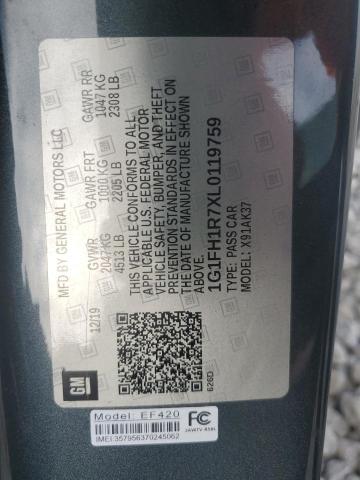 MFD BY GENERAL MOTORS LLC
12/19 GVWR GAWR FRT GAWR RR
2047 KG 1000 KG 1047 KG
4513 LB 2205 LB 2308 LB
THIS VEHICLE CONFORMS TO ALL
APPLICABLE U.S. FEDERAL MOTOR
VEHICLE SAFETY, BUMPER, AND THEFT
PREVENTION STANDARDS IN EFFECT ON
THE DATE OF MANUFACTURE SHOWN
ABOVE.
1G1FH1R7XL0119759
TYPE: PASS CAR
MODEL: X91AK37
GM
628D
Model: EF420
IMEI:357956370245062
FC